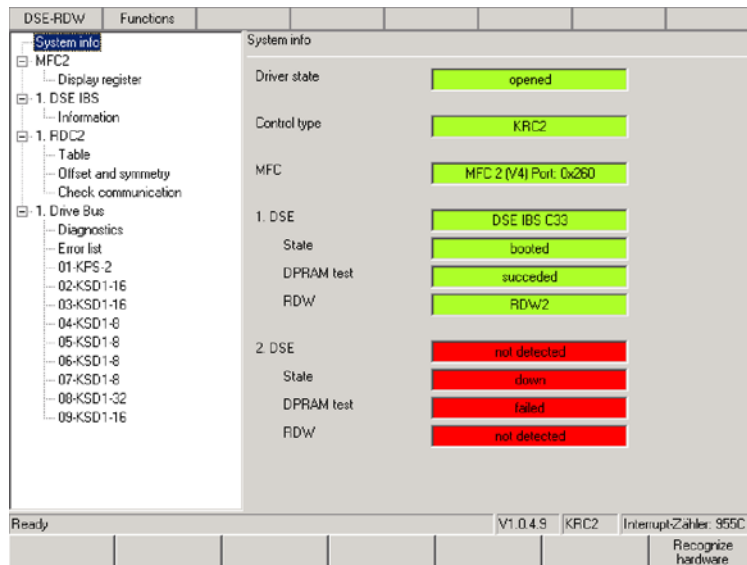 DSE-RDW Functions
System info
MFC2
Display register
1. DSE IBS
Information
1. RDC2
Table
Offset and symmetry
Check communication
1. Drive Bus
Diagnostics
Error list
01-KPS-2
02-KSD1-16
03-KSD1-16
04-KSD1-8
05-KSD1-8
06-KSD1-8
07-KSD1-8
08-KSD1-32
09-KSD1-16
System info
Driver state opened
Control type KRC2
MFC MFC 2 (V4) Port: 0x260
1. DSE DSE IBS C33
State booted
DPRAM test succeded
RDW RDW2
2. DSE not detected
State down
DPRAM test failed
RDW not detected
Ready V1.0.4.9 KRC2 Interrupt-Zähler: 955C
Recognize
hardware